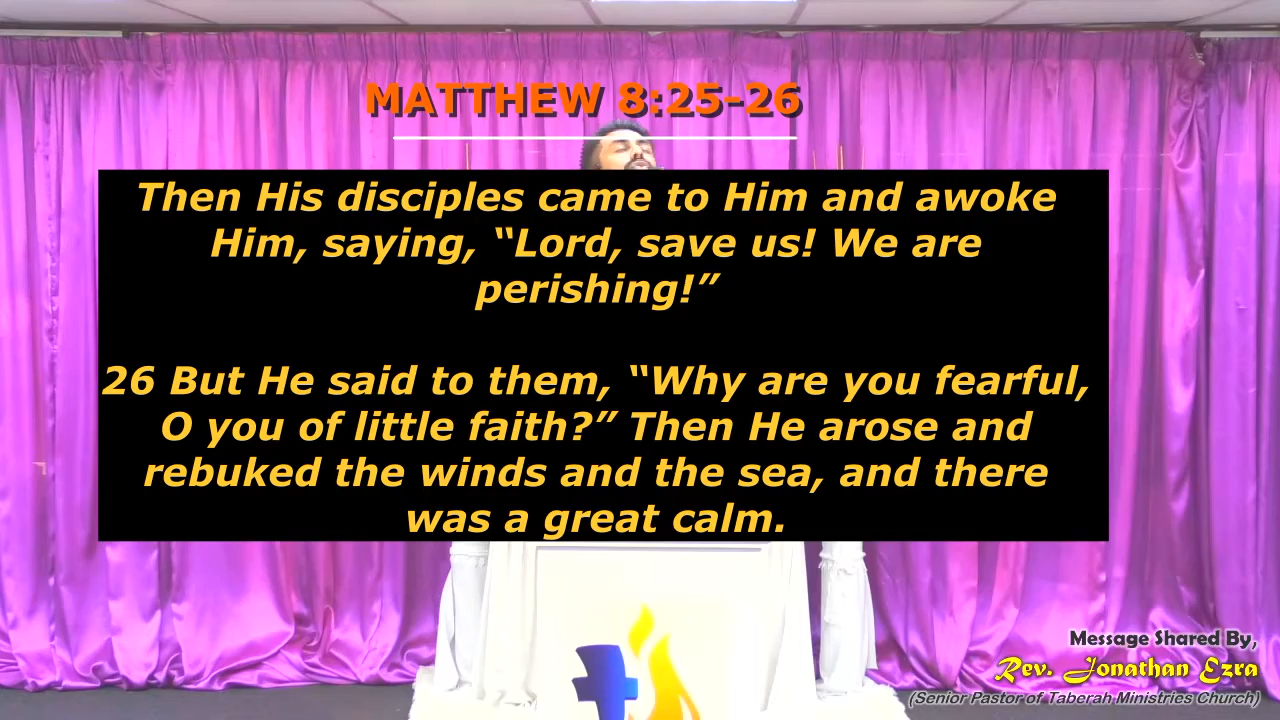 MATTHEW 8:25-26
Then His disciples came to Him and awoke
Him, saying, “Lord, save us! We are
perishing!”
26 But He said to them, “Why are you fearful,
O you of little faith?” Then He arose and
rebuked the winds and the sea, and there
was a great calm.
Message Shared By,
Rev. Jonathan Ezra
(Senior Pastor of Taberah Ministries Church)